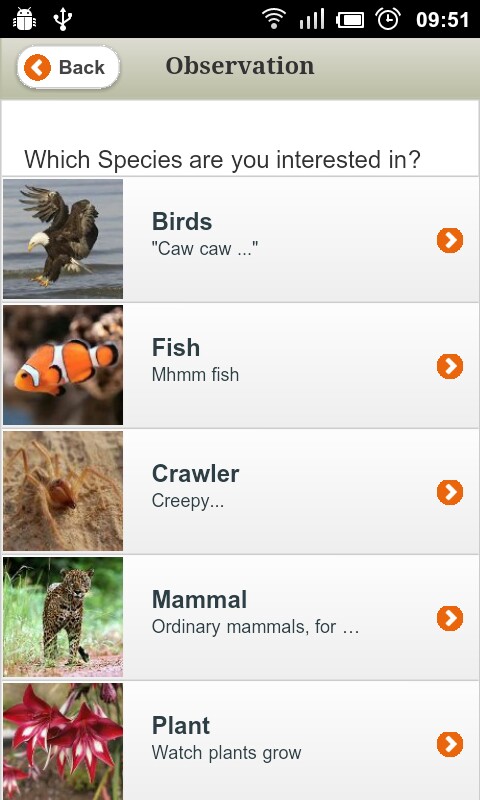 09:51
Back
Observation
Which Species are you interested in?
Birds
"Caw caw ..."
Fish
Mhmm fish
Crawler
Creepy...
Mammal
Ordinary mammals, for ...
Plant
Watch plants grow